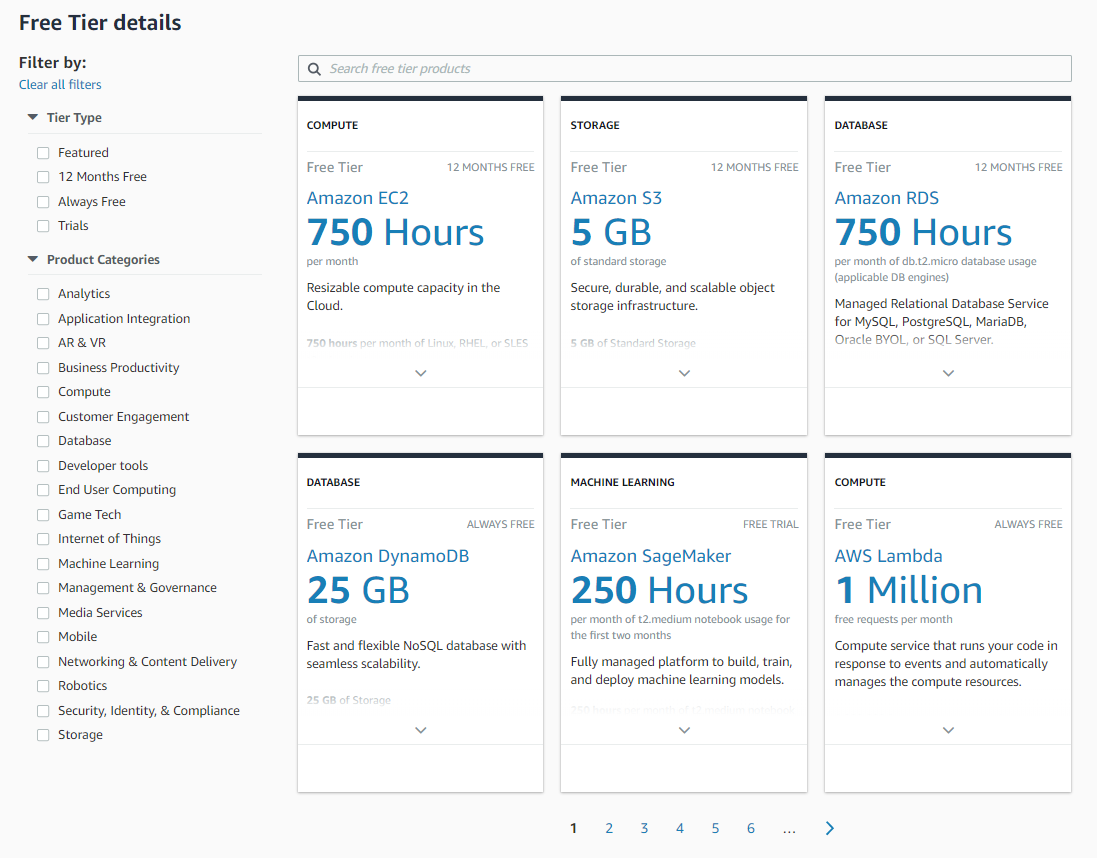 Free Tier details
Filter by:
Clear all filters
Tier Type
Featured
12 Months Free
Always Free
Trials
Product Categories
Analytics
Application Integration
AR & VR
Business Productivity
Compute
Customer Engagement
Database
Developer tools
End User Computing
Game Tech
Internet of Things
Machine Learning
Management & Governance
Media Services
Mobile
Networking & Content Delivery
Robotics
Security, Identity, & Compliance
Storage
Search free tier products
COMPUTE
Free Tier 12 MONTHS FREE
Amazon EC2
750 Hours
per month
Resizable compute capacity in the
Cloud.
750 hours per month of Linux, RHEL, or SLES
STORAGE
Free Tier 12 MONTHS FREE
Amazon S3
5 GB
of standard storage
Secure, durable, and scalable object
storage infrastructure.
5 GB of Standard Storage
DATABASE
Free Tier 12 MONTHS FREE
Amazon RDS
750 Hours
per month of db.t2.micro database usage
(applicable DB engines)
Managed Relational Database Service
for MySQL, PostgreSQL, MariaDB,
Oracle BYOL, or SQL Server.
DATABASE
Free Tier ALWAYS FREE
Amazon DynamoDB
25 GB
of storage
Fast and flexible NoSQL database with
seamless scalability.
25 GB of Storage
MACHINE LEARNING
Free Tier FREE TRIAL
Amazon SageMaker
250 Hours
per month of t2.medium notebook usage for
the first two months
Fully managed platform to build, train,
and deploy machine learning models.
250 hours per month of t2.medium notebook
COMPUTE
Free Tier ALWAYS FREE
AWS Lambda
1 Million
free requests per month
Compute service that runs your code in
response to events and automatically
manages the compute resources.
1 2 3 4 5 6 ...